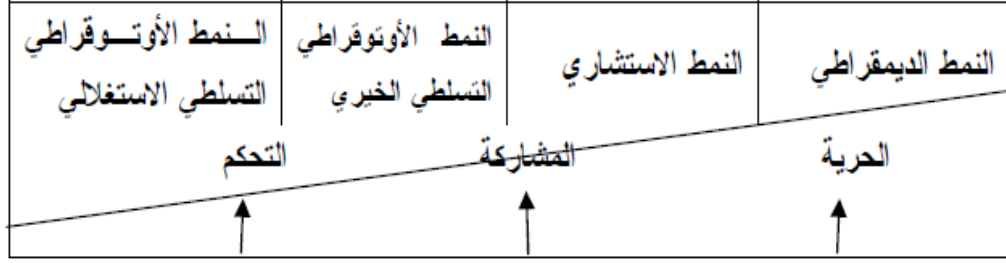 النمط الديمقراطي
النمط الاستشاري
النمط الأوتوقراطي
التسلطي الخيري
النمط الأوتوقراطي
التسلطي الاستغلالي
الحرية
المشاركة
التحكم